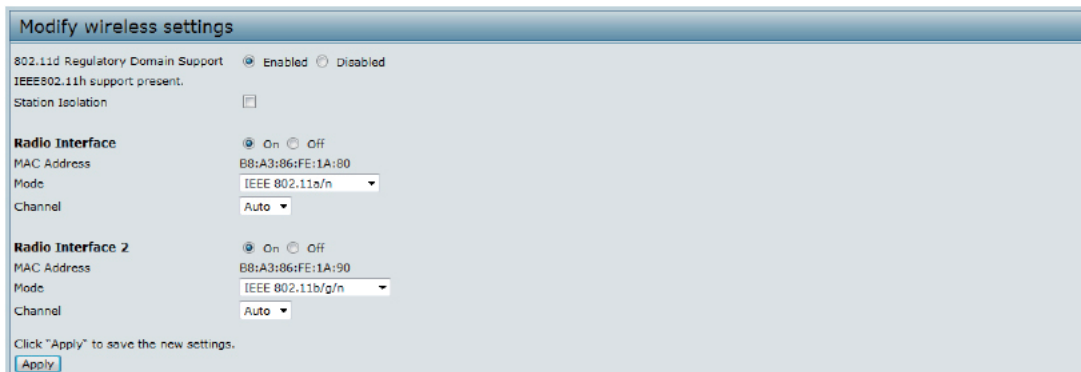 Modify wireless settings
802.11d Regulatory Domain Support Enabled Disabled
IEEE802.11h support present.
Station Isolation
Radio Interface On Off
MAC Address B8:A3:86:FE:1A:80
Mode IEEE 802.11a/n
Channel Auto
Radio Interface 2 On Off
MAC Address B8:A3:86:FE:1A:90
Mode IEEE 802.11b/g/n
Channel Auto
Click "Apply" to save the new settings.
Apply